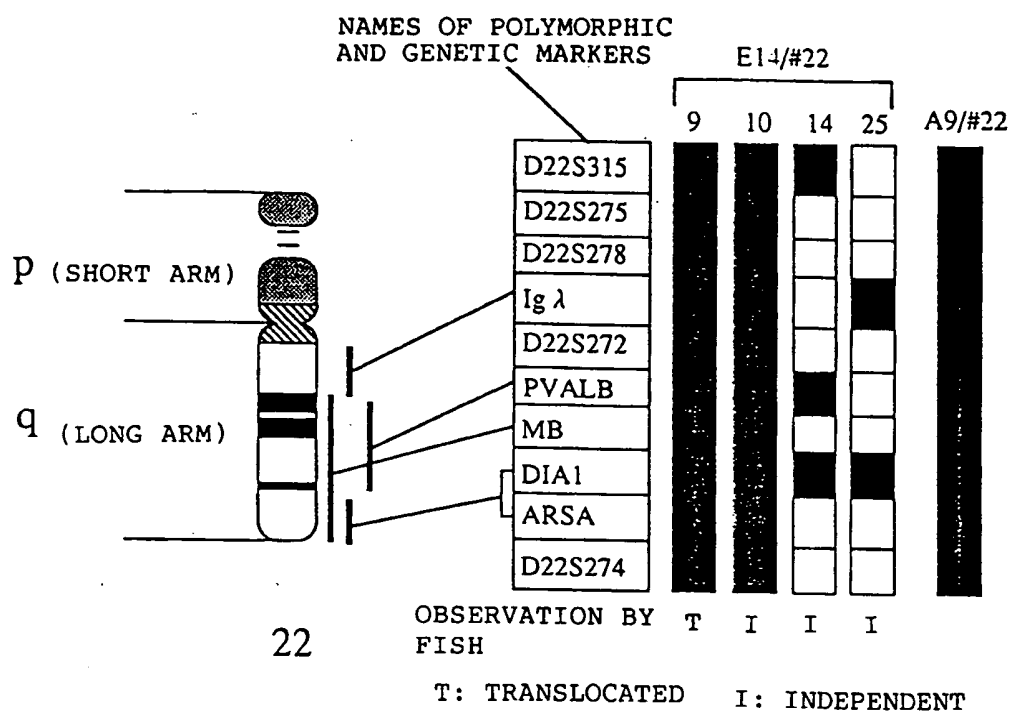 NAMES OF POLYMORPHIC
AND GENETIC MARKERS
E14/#22
9 10 14 25 A9/#22
D22S315
D22S275
D22S278
Ig λ
D22S272
PVALB
MB
DIA1
ARSA
D22S274
p (SHORT ARM)
q (LONG ARM)
22
OBSERVATION BY
FISH
T I I I
T: TRANSLOCATED I: INDEPENDENT